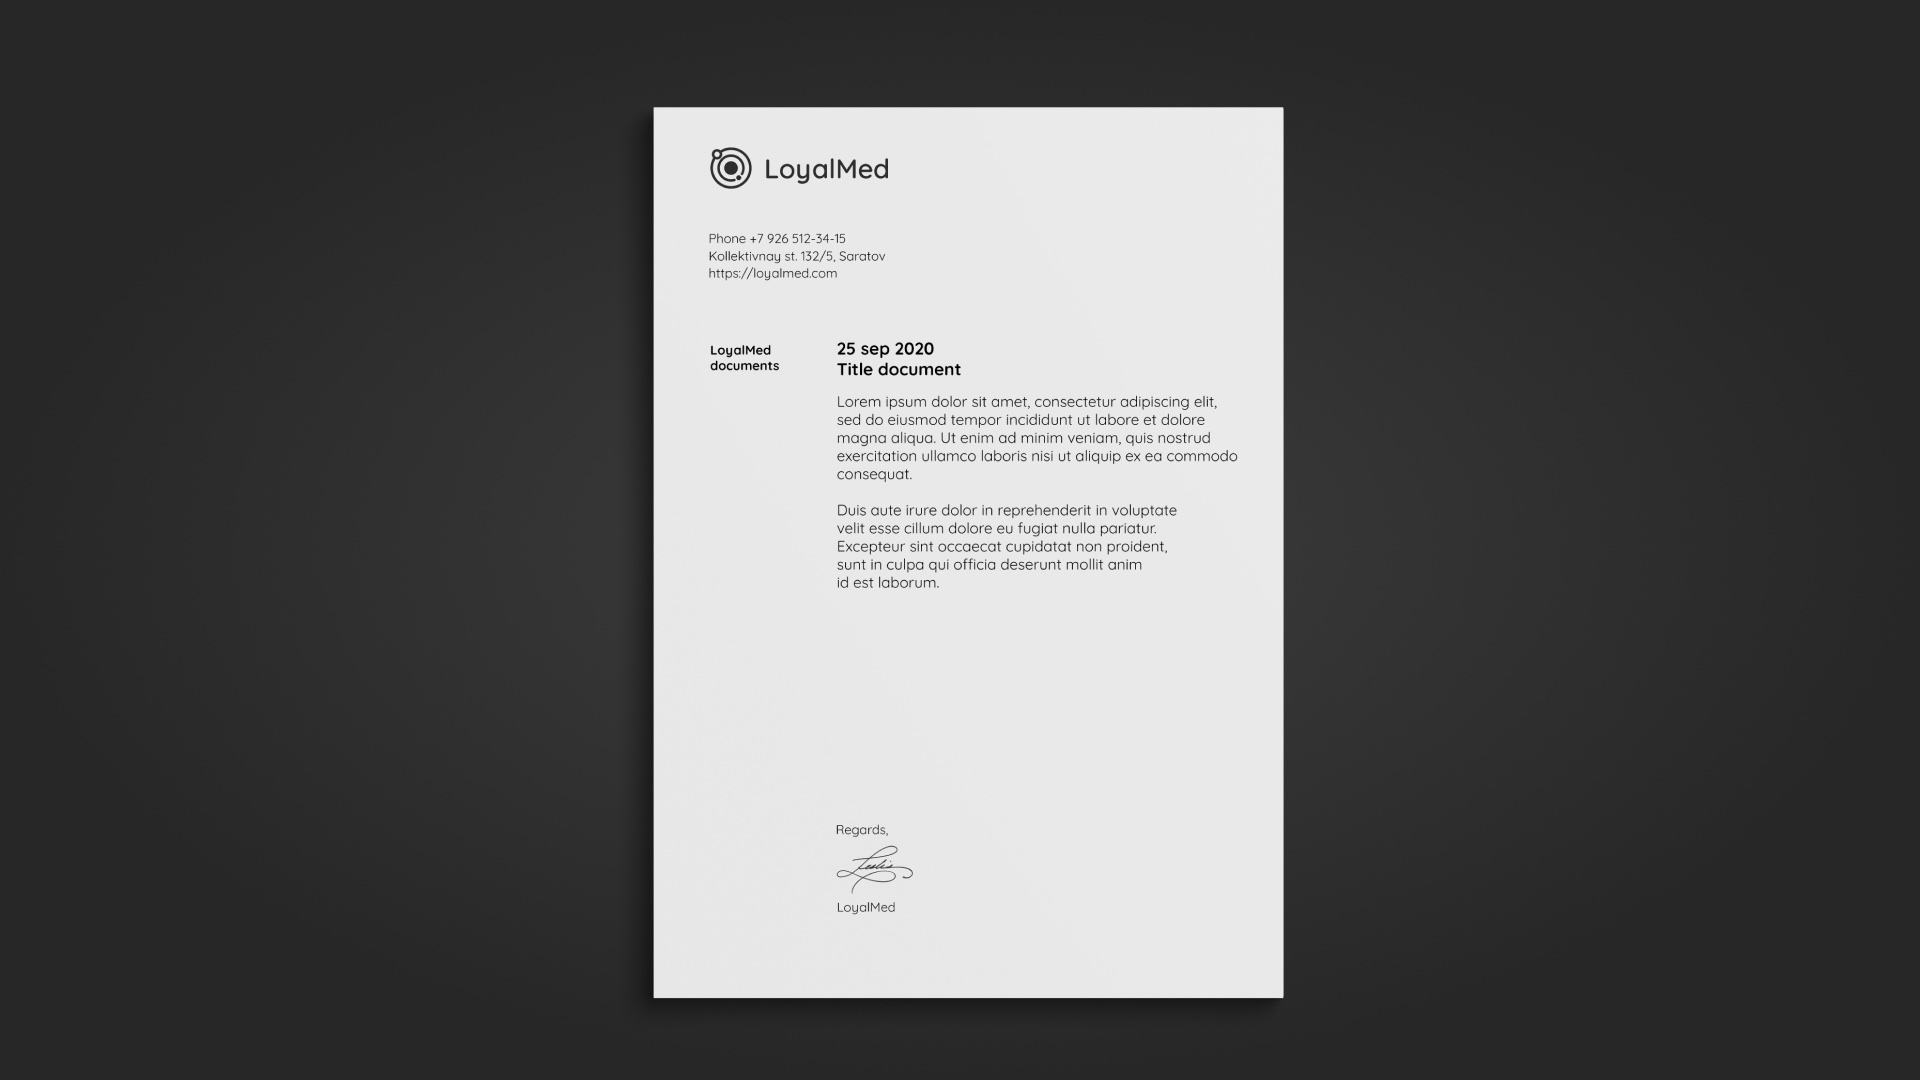 LoyalMed
Phone +7 926 512-34-15
Kollektivnay st. 132/5, Saratov
https://loyalmed.com
LoyalMed
documents
25 sep 2020
Title document
Lorem ipsum dolor sit amet, consectetur adipiscing elit,
sed do eiusmod tempor incididunt ut labore et dolore
magna aliqua. Ut enim ad minim veniam, quis nostrud
exercitation ullamco laboris nisi ut aliquip ex ea commodo
consequat.
Duis aute irure dolor in reprehenderit in voluptate
velit esse cillum dolore eu fugiat nulla pariatur.
Excepteur sint occaecat cupidatat non proident,
sunt in culpa qui officia deserunt mollit anim
id est laborum.
Regards,
Leslie
LoyalMed